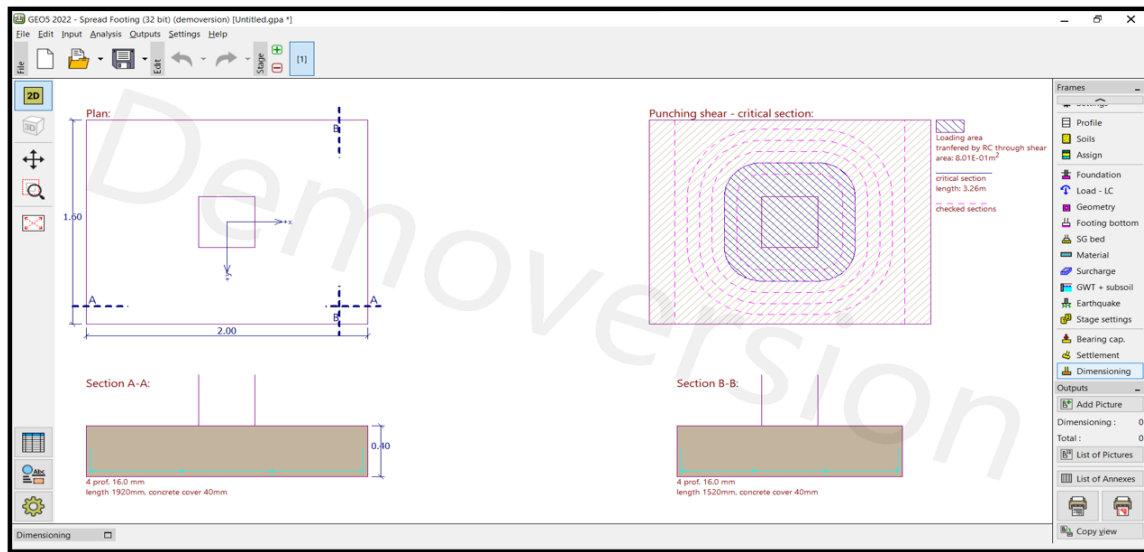 GEO5 2022 - Spread Footing (32 bit) (demoversion) [Untitled.gpa *]
File Edit Input Analysis Outputs Settings Help
File
Edit
Stage
[1]
2D
3D
Abc
Demoversion
Plan:
B
1.60
+x
+y
A
A
B
2.00
Punching shear - critical section:
Loading area
tranfered by RC through shear
area: 8.01E-01m²
critical section
length: 3.26m
checked sections
Section A-A:
0.40
4 prof. 16.0 mm
length 1920mm, concrete cover 40mm
Section B-B:
4 prof. 16.0 mm
length 1520mm, concrete cover 40mm
Frames
Profile
Soils
Assign
Foundation
Load - LC
Geometry
Footing bottom
SG bed
Material
Surcharge
GWT + subsoil
Earthquake
Stage settings
Bearing cap.
Settlement
Dimensioning
Outputs
Add Picture
Dimensioning : 0
Total : 0
List of Pictures
List of Annexes
Copy view
Dimensioning